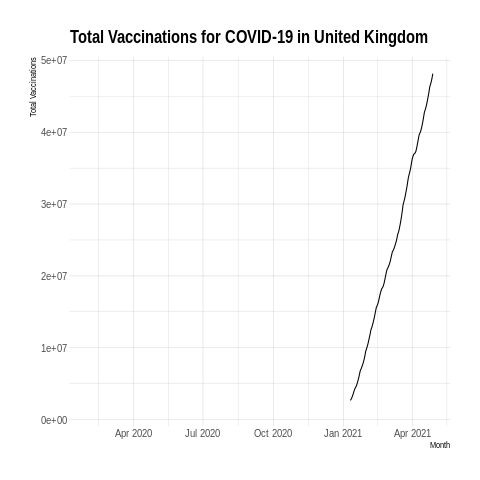 Total Vaccinations for COVID-19 in United Kingdom
Total Vaccinations
5e+07
4e+07
3e+07
2e+07
1e+07
0e+00
Apr 2020 Jul 2020 Oct 2020 Jan 2021 Apr 2021
Month